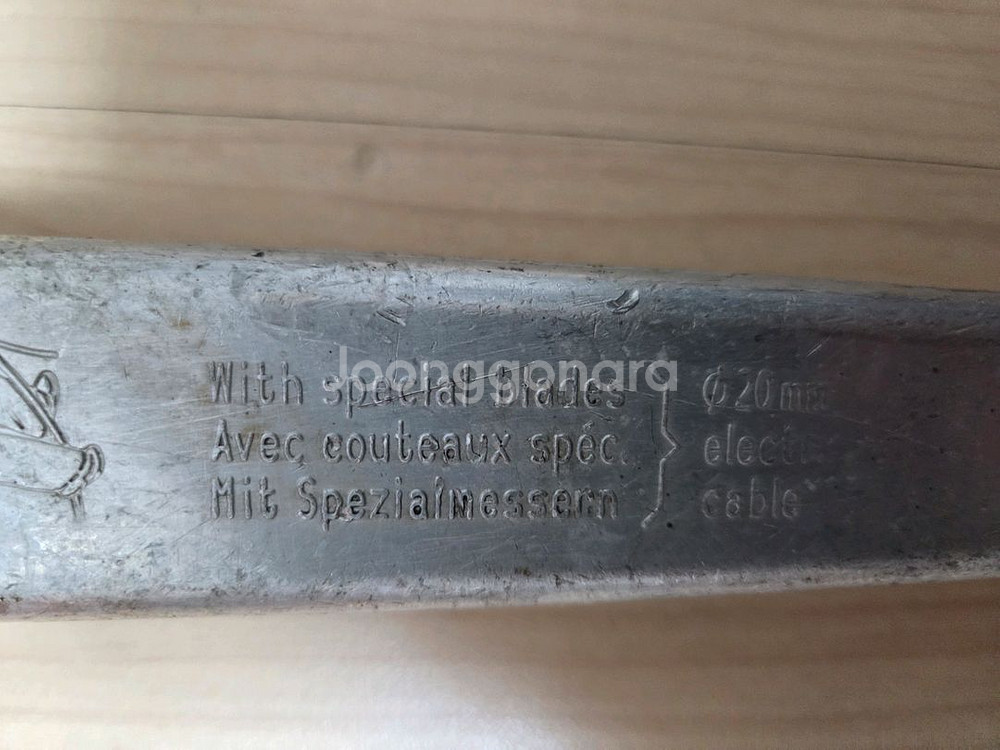 With special blades
Avec couteaux spéc.
Mit Spezialmessern
ϕ 20 mm
cable
Joonggonara